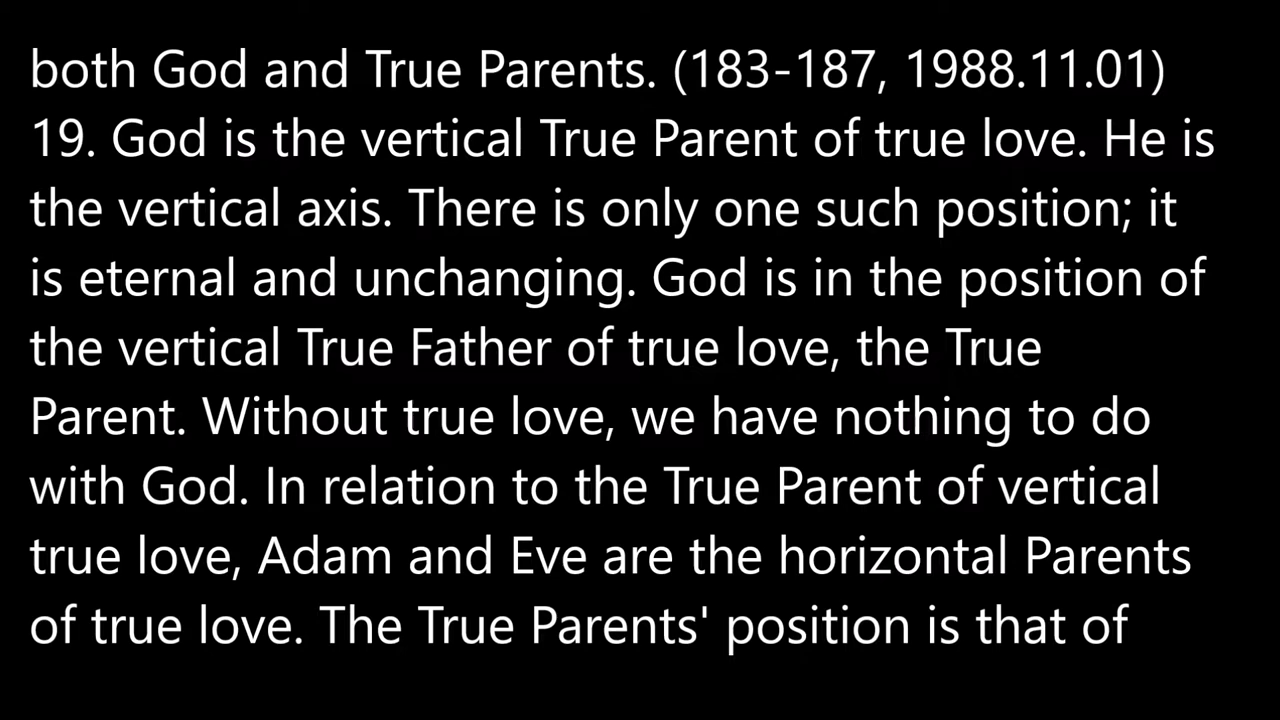 both God and True Parents. (183-187, 1988.11.01)
19. God is the vertical True Parent of true love. He is
the vertical axis. There is only one such position; it
is eternal and unchanging. God is in the position of
the vertical True Father of true love, the True
Parent. Without true love, we have nothing to do
with God. In relation to the True Parent of vertical
true love, Adam and Eve are the horizontal Parents
of true love. The True Parents' position is that of